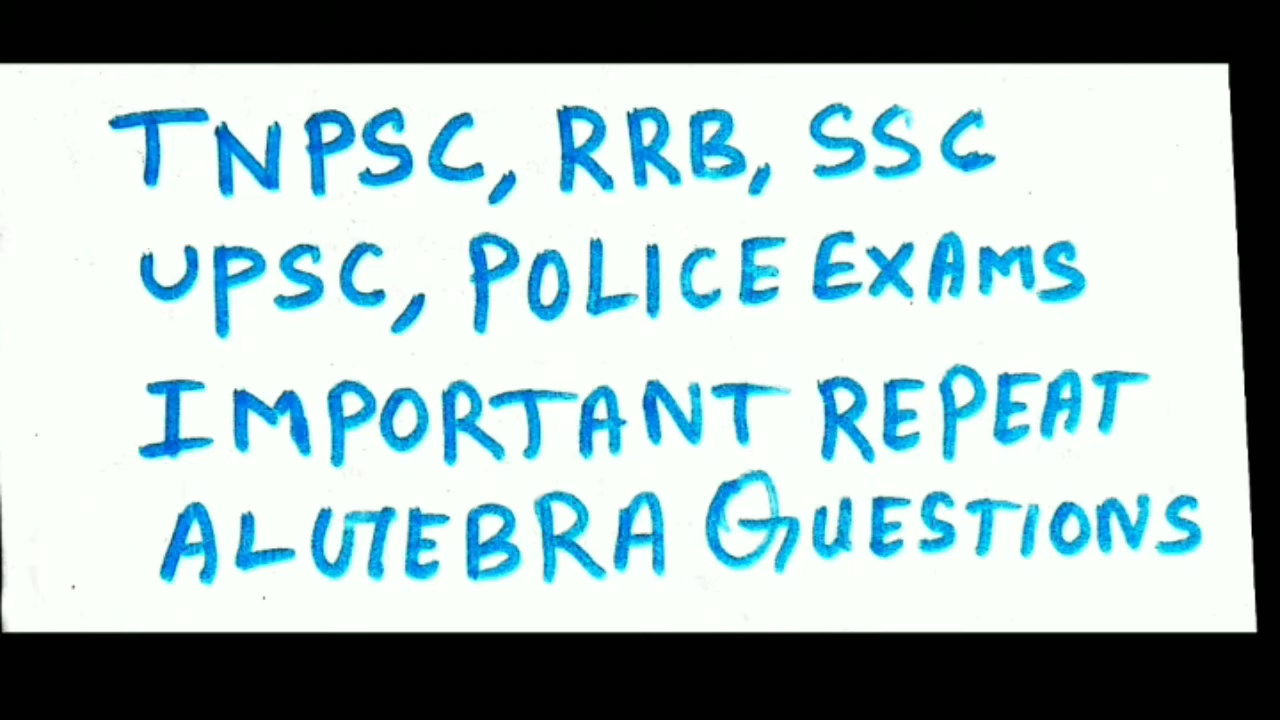 TNPSC, RRB, SSC
UPSC, POLICE EXAMS
IMPORTANT REPEAT
ALGEBRA QUESTIONS